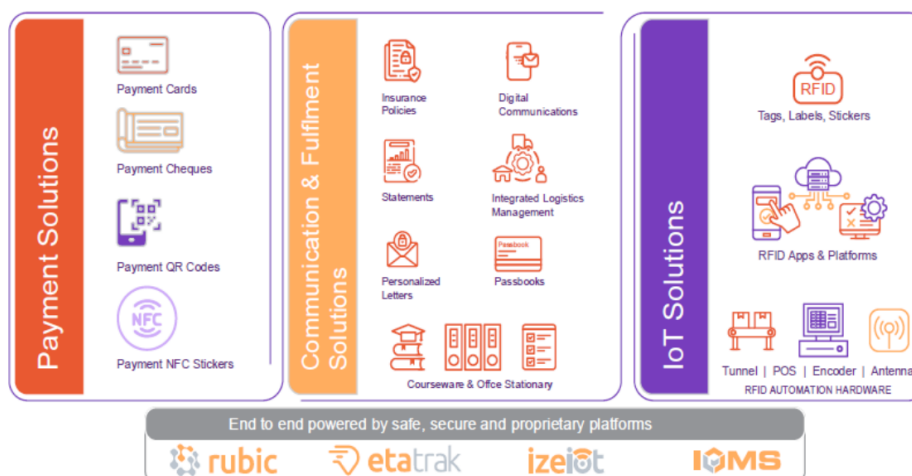 Payment Solutions
Payment Cards
Payment Cheques
Payment QR Codes
NFC
Payment NFC Stickers
Communication & Fulfilment
Solutions
Insurance
Policies
Digital
Communications
Statements
Integrated Logistics
Management
Personalized
Letters
Passbook
Passbooks
Courseware & Offce Stationary
IoT Solutions
RFID
Tags, Labels, Stickers
RFID Apps & Platforms
Tunnel | POS | Encoder | Antenna
RFID AUTOMATION HARDWARE
End to end powered by safe, secure and proprietary platforms
rubic
etatrak
izeiot
IOMS